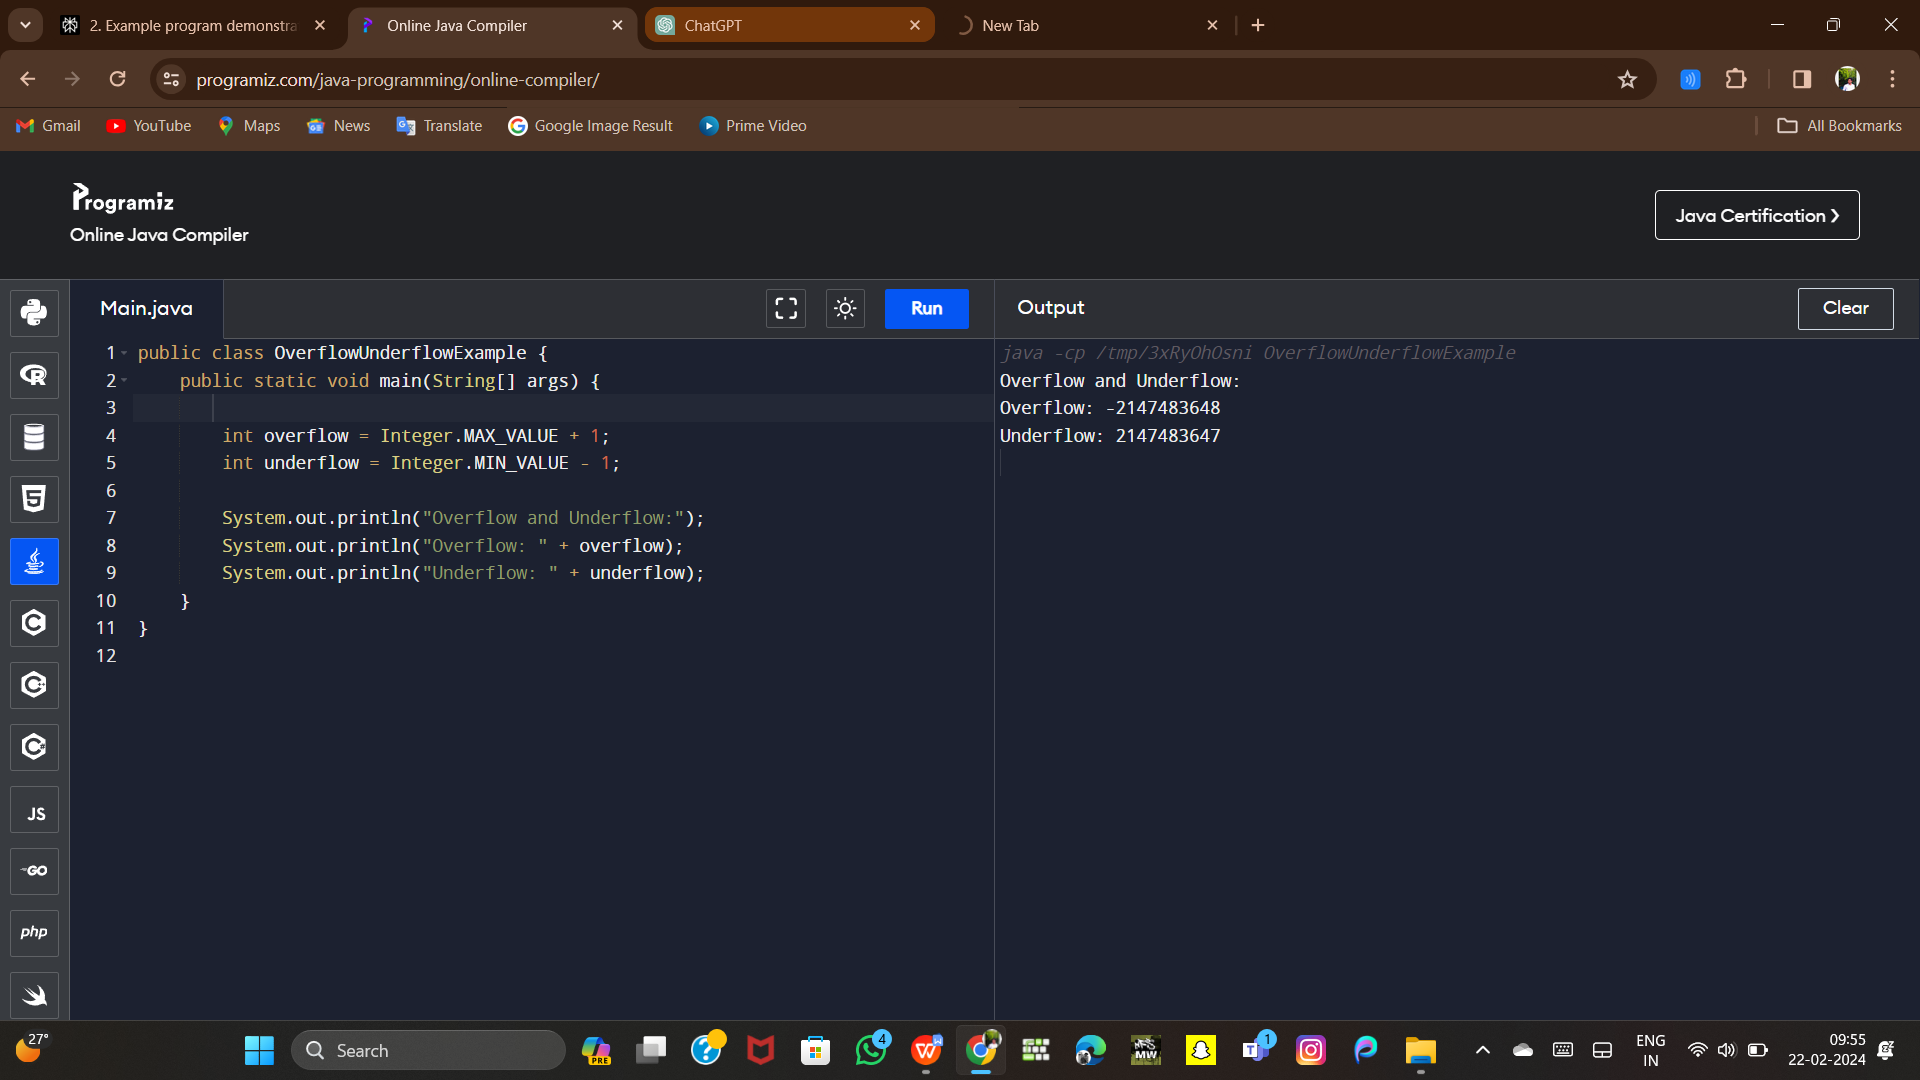 2. Example program demonstra
Online Java Compiler
ChatGPT
New Tab
programiz.com/java-programming/online-compiler/
Gmail
YouTube
Maps
News
Translate
Google Image Result
Prime Video
All Bookmarks
Programiz
Online Java Compiler
Java Certification ❯
Main.java
Run
Output
Clear
1 public class OverflowUnderflowExample {
2 public static void main(String[] args) {
3
4 int overflow = Integer.MAX_VALUE + 1;
5 int underflow = Integer.MIN_VALUE - 1;
6
7 System.out.println("Overflow and Underflow:");
8 System.out.println("Overflow: " + overflow);
9 System.out.println("Underflow: " + underflow);
10 }
11 }
12
java -cp /tmp/3xRyOhOsni OverflowUnderflowExample
Overflow and Underflow:
Overflow: -2147483648
Underflow: 2147483647
JS
GO
php
27°
Search
PRE
4
W
MW
1
ENG
IN
09:55
22-02-2024